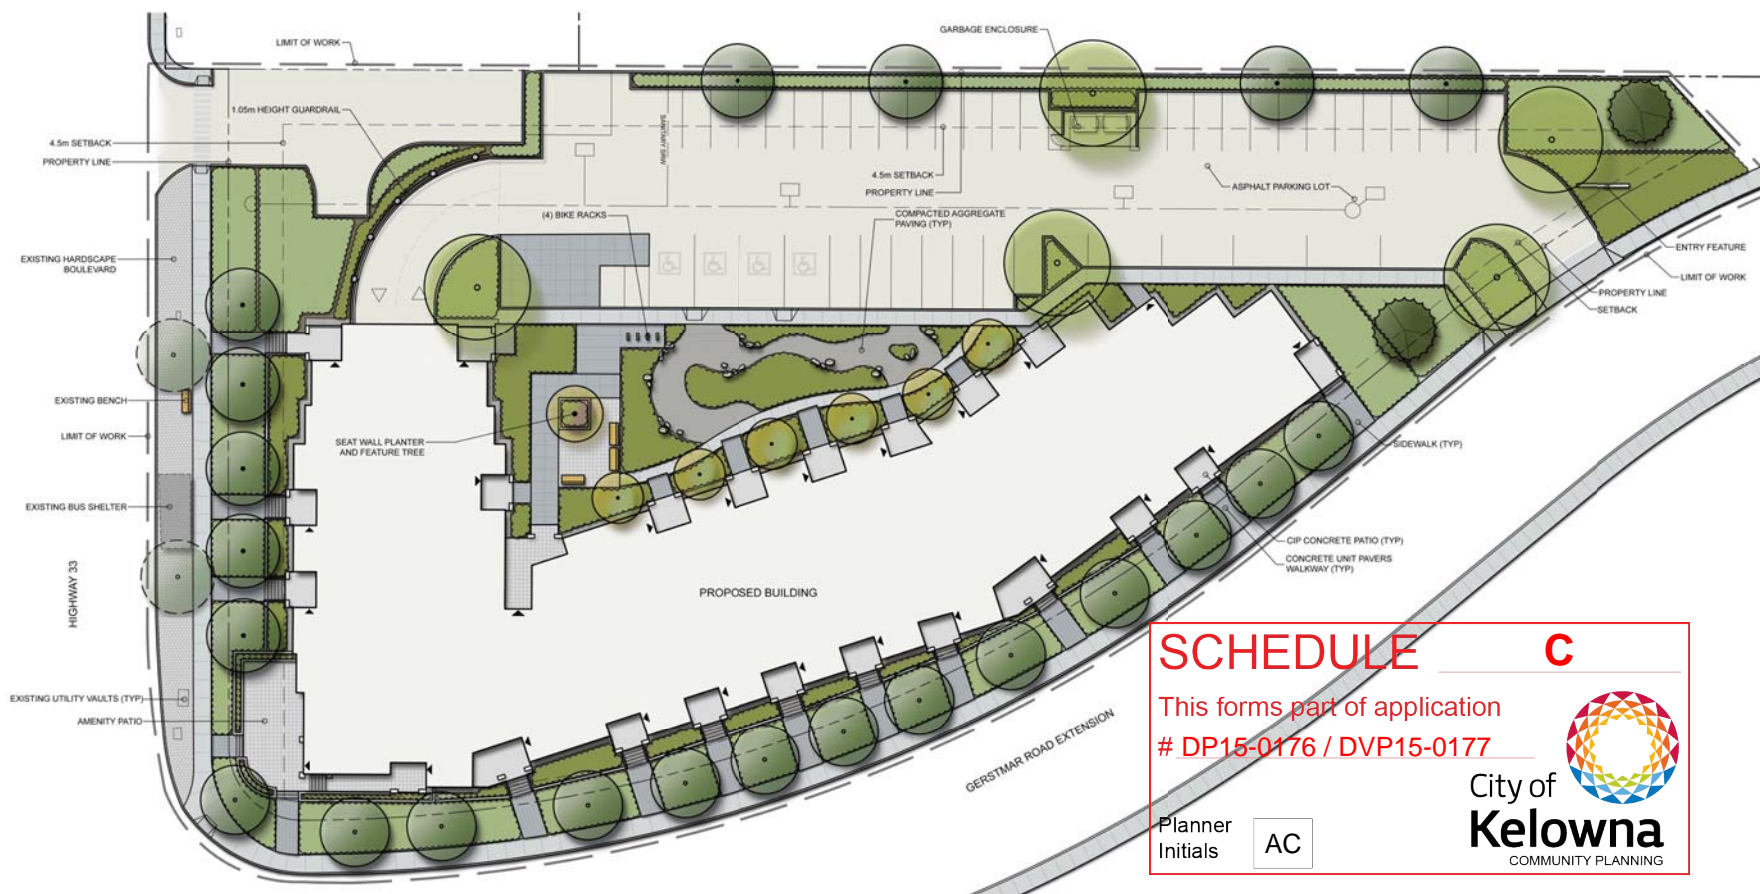 LIMIT OF WORK
GARBAGE ENCLOSURE
1.05m HEIGHT GUARDRAIL
SANITARY SRW
4.5m SETBACK
PROPERTY LINE
4.5m SETBACK
PROPERTY LINE
ASPHALT PARKING LOT
(4) BIKE RACKS
COMPACTED AGGREGATE
PAVING (TYP)
EXISTING HARDSCAPE
BOULEVARD
ENTRY FEATURE
LIMIT OF WORK
PROPERTY LINE
SETBACK
EXISTING BENCH
LIMIT OF WORK
SEAT WALL PLANTER
AND FEATURE TREE
SIDEWALK (TYP)
EXISTING BUS SHELTER
CIP CONCRETE PATIO (TYP)
CONCRETE UNIT PAVERS
WALKWAY (TYP)
HIGHWAY 33
PROPOSED BUILDING
EXISTING UTILITY VAULTS (TYP)
AMENITY PATIO
GERSTMAR ROAD EXTENSION
SCHEDULE C
This forms part of application
# DP15-0176 / DVP15-0177
City of
Kelowna
COMMUNITY PLANNING
Planner
Initials
AC